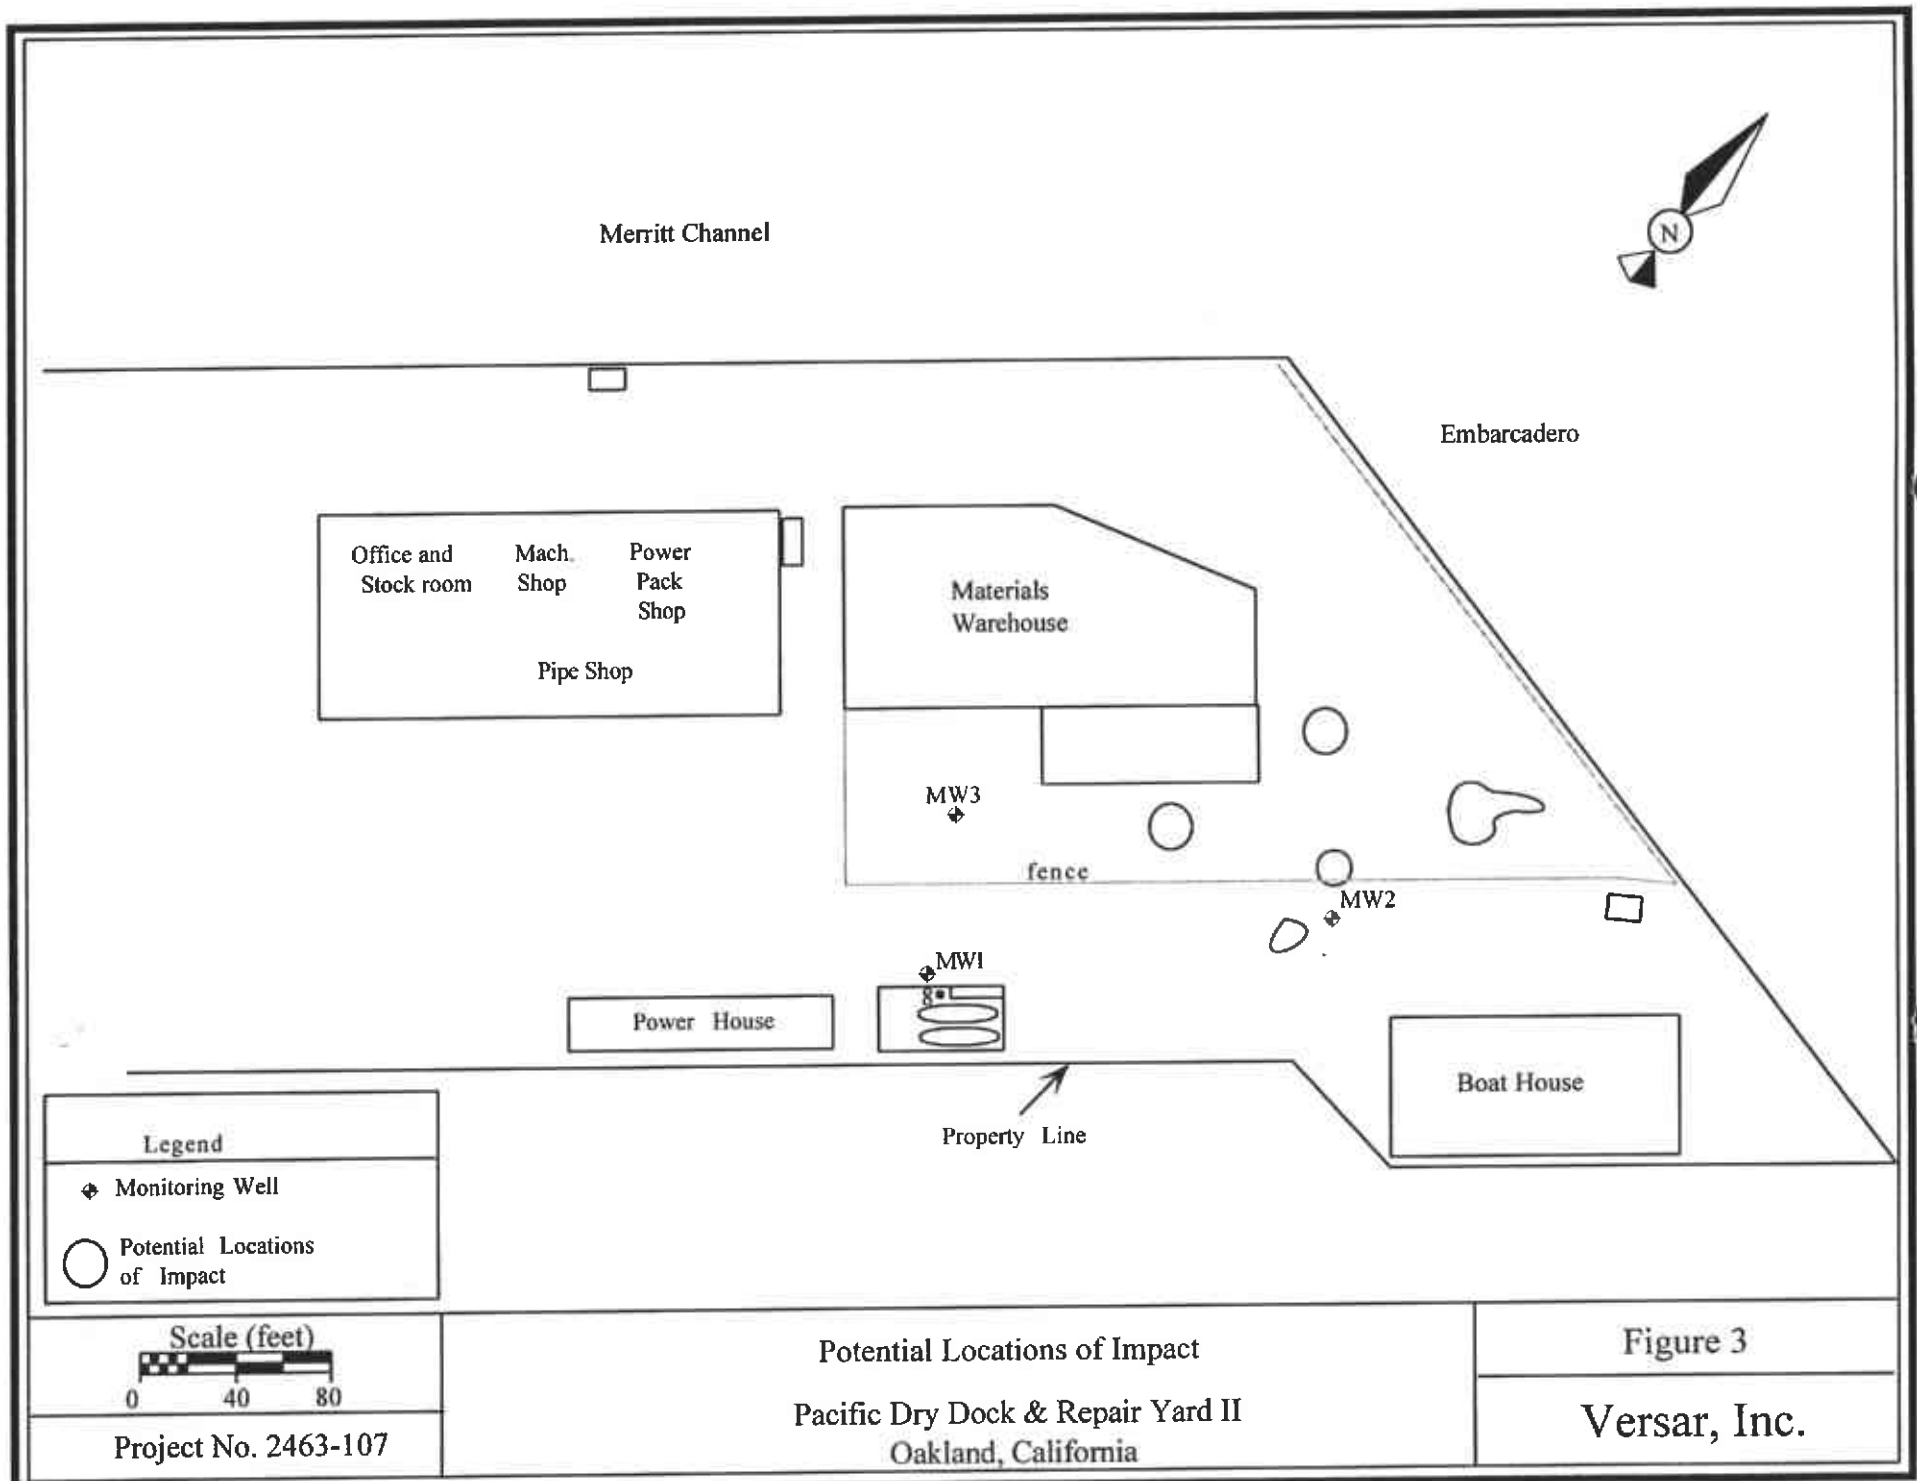 Merritt Channel
N
Embarcadero
Office and
Stock room
Mach.
Shop
Power
Pack
Shop
Pipe Shop
Materials
Warehouse
MW3
fence
MW2
MW1
Power House
Boat House
Property Line
Legend
Monitoring Well
Potential Locations
of Impact
Scale (feet)
0 40 80
Project No. 2463-107
Potential Locations of Impact
Pacific Dry Dock & Repair Yard II
Oakland, California
Figure 3
Versar, Inc.